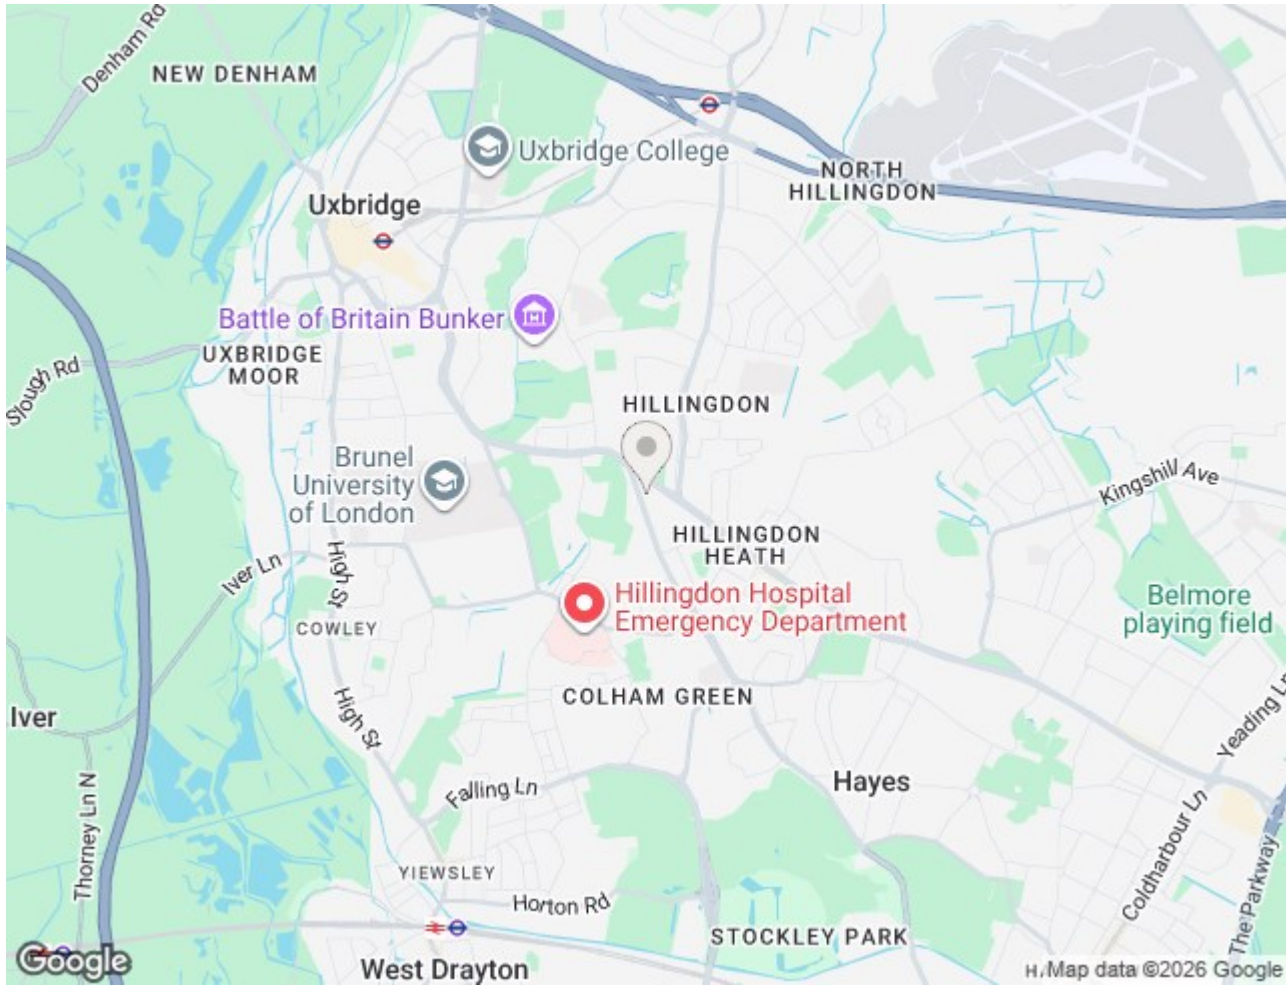 Denham Rd
NEW DENHAM
Uxbridge College
NORTH
HILLINGDON
Uxbridge
Battle of Britain Bunker
UXBRIDGE
MOOR
Slough Rd
HILLINGDON
Brunel
University
of London
Kingshill Ave
HILLINGDON
HEATH
Iver Ln
High St
Hillingdon Hospital
Emergency Department
Belmore
playing field
COWLEY
COLHAM GREEN
Iver
High St
Yeading Ln
Falling Ln
Hayes
Thorney Ln N
Coldharbour Ln
The Parkway
YIEWSLEY
Horton Rd
STOCKLEY PARK
West Drayton
Google
Map data ©2026 Google